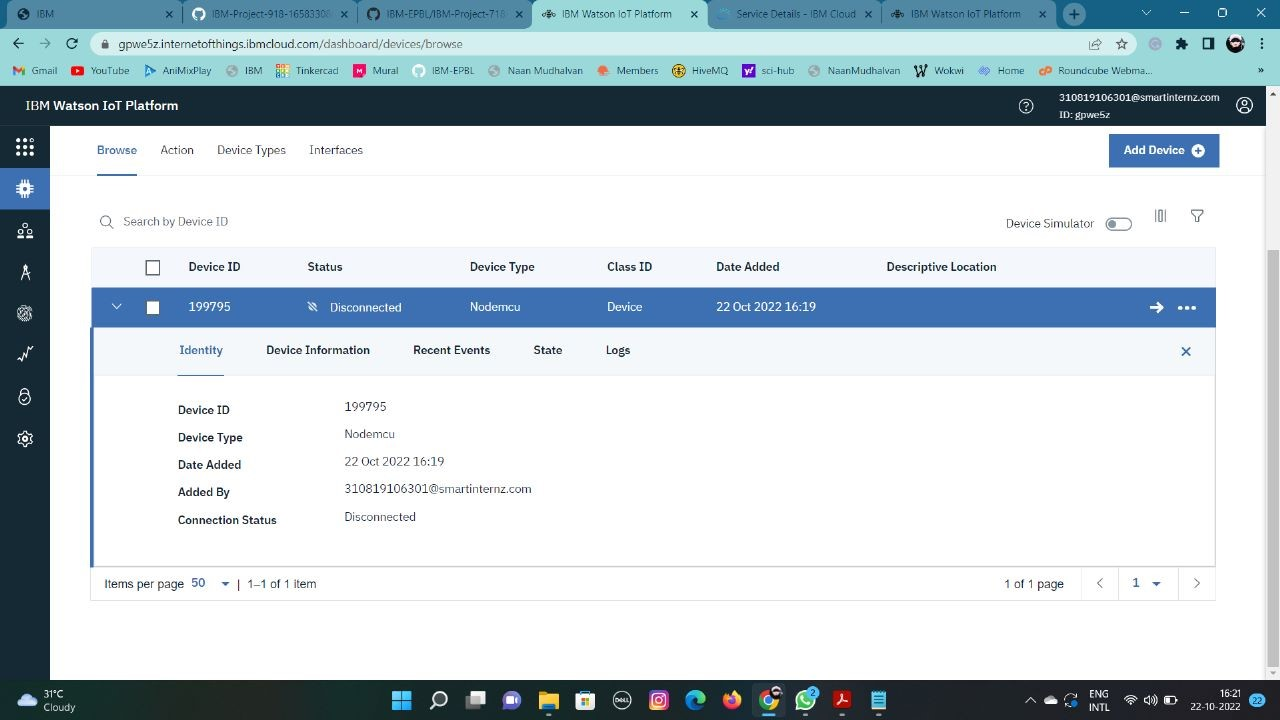 IBM
IBM-Project-918-16583308
IBM-EPBL/IBM-Project-718
IBM Watson IoT Platform
Service Details - IBM Cloud
IBM Watson IoT Platform
gpwe5z.internetofthings.ibmcloud.com/dashboard/devices/browse
Gmail
YouTube
AniMixPlay
IBM
Tinkercad
Mural
IBM-EPBL
Naan Mudhalvan
Members
HiveMQ
sci-hub
NaanMudhalvan
Wokwi
Home
Roundcube Webma...
»
IBM Watson IoT Platform
310819106301@smartinternz.com
ID: gpwe5z
Browse Action Device Types Interfaces
Add Device
Search by Device ID
Device Simulator
Device ID Status Device Type Class ID Date Added Descriptive Location
199795 Disconnected Nodemcu Device 22 Oct 2022 16:19
Identity Device Information Recent Events State Logs
Device ID 199795
Device Type Nodemcu
Date Added 22 Oct 2022 16:19
Added By 310819106301@smartinternz.com
Connection Status Disconnected
Items per page 50 | 1–1 of 1 item
1 of 1 page
1
31°C
Cloudy
DELL
2
ENG
INTL
16:21
22-10-2022
22